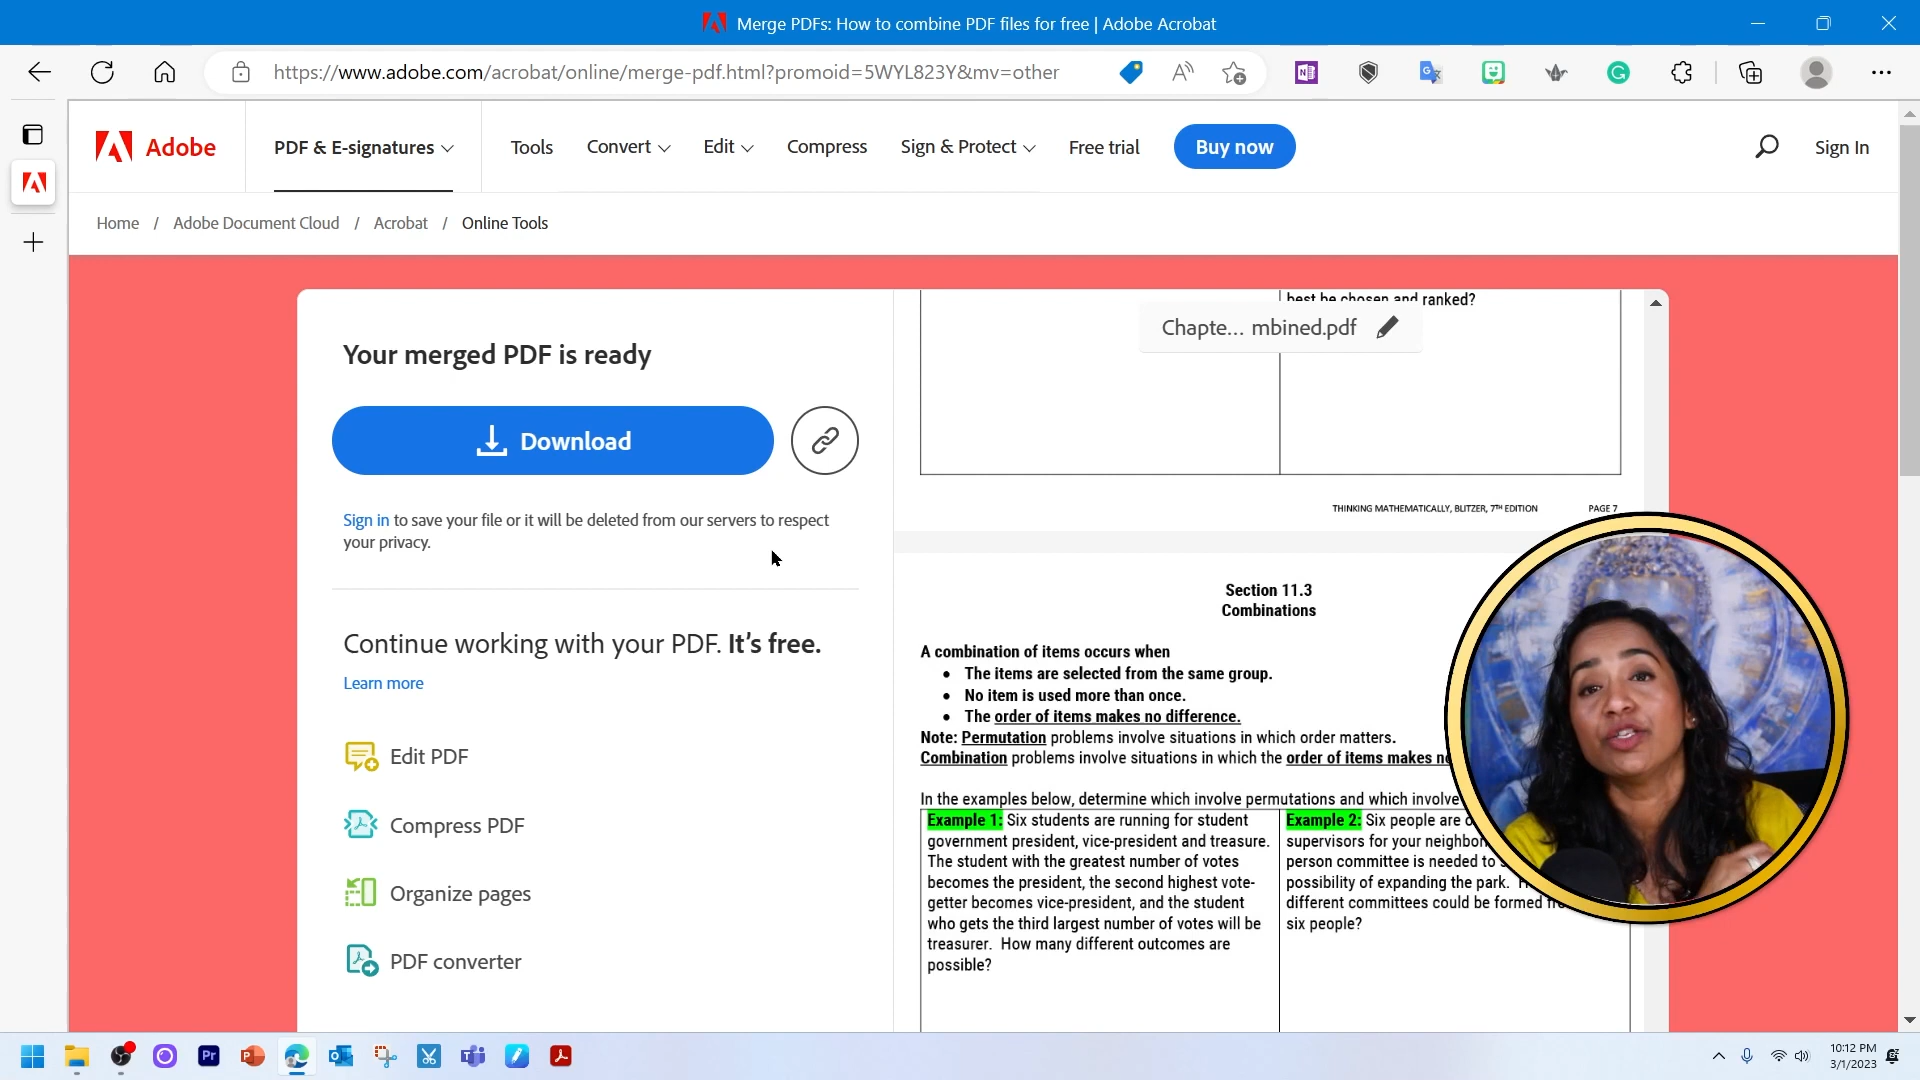 Merge PDFs: How to combine PDF files for free | Adobe Acrobat
https://www.adobe.com/acrobat/online/merge-pdf.html?promoid=5WYL823Y&mv=other
Adobe
PDF & E-signatures
Tools
Convert
Edit
Compress
Sign & Protect
Free trial
Buy now
Sign In
Home / Adobe Document Cloud / Acrobat / Online Tools
Your merged PDF is ready
Download
Sign in to save your file or it will be deleted from our servers to respect
your privacy.
Continue working with your PDF. It's free.
Learn more
Edit PDF
Compress PDF
Organize pages
PDF converter
best be chosen and ranked?
Chapte... mbined.pdf
THINKING MATHEMATICALLY, BLITZER, 7TH EDITION
PAGE 7
Section 11.3
Combinations
A combination of items occurs when
• The items are selected from the same group.
• No item is used more than once.
• The order of items makes no difference.
Note: Permutation problems involve situations in which order matters.
Combination problems involve situations in which the order of items makes
In the examples below, determine which involve permutations and which involve
Example 1: Six students are running for student
government president, vice-president and treasure.
The student with the greatest number of votes
becomes the president, the second highest vote-
getter becomes vice-president, and the student
who gets the third largest number of votes will be
treasurer. How many different outcomes are
possible?
Example 2: Six people are
supervisors for your
person committee is needed to
possibility of expanding the park.
different committees could be formed
six people?
Pr
10:12 PM
3/1/2023